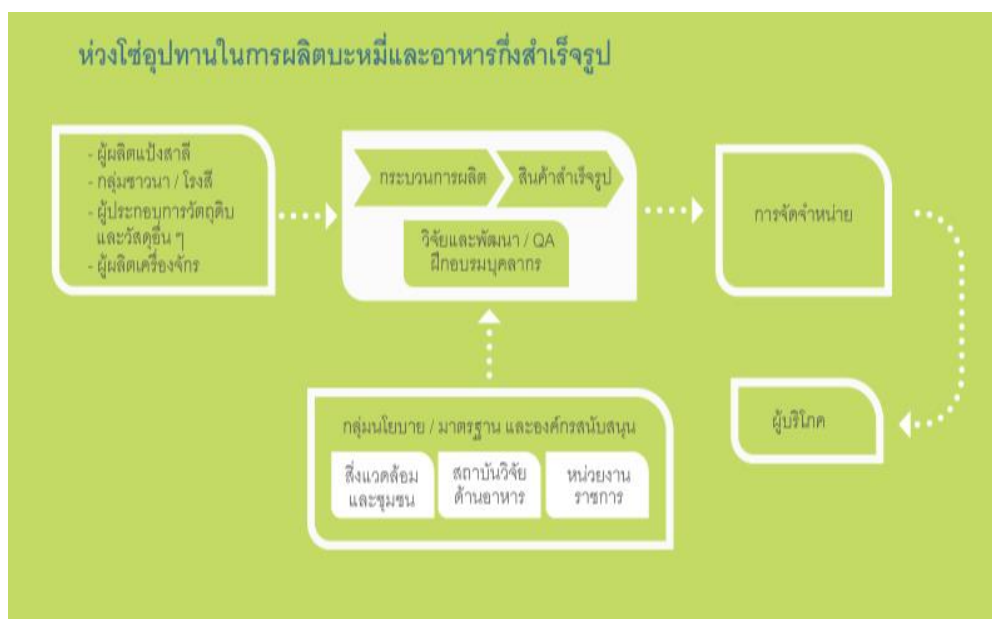 ห่วงโซ่อุปทานในการผลิตบะหมี่และอาหารกึ่งสำเร็จรูป
- ผู้ผลิตแป้งสาลี
- กลุ่มชาวนา / โรงสี
- ผู้ประกอบการวัตถุดิบ
และวัสดุอื่น ๆ
- ผู้ผลิตเครื่องจักร
กระบวนการผลิต
สินค้าสำเร็จรูป
วิจัยและพัฒนา / QA
ฝึกอบรมบุคลากร
การจัดจำหน่าย
ผู้บริโภค
กลุ่มนโยบาย / มาตรฐาน และองค์กรสนับสนุน
สิ่งแวดล้อม
และชุมชน
สถาบันวิจัย
ด้านอาหาร
หน่วยงาน
ราชการ